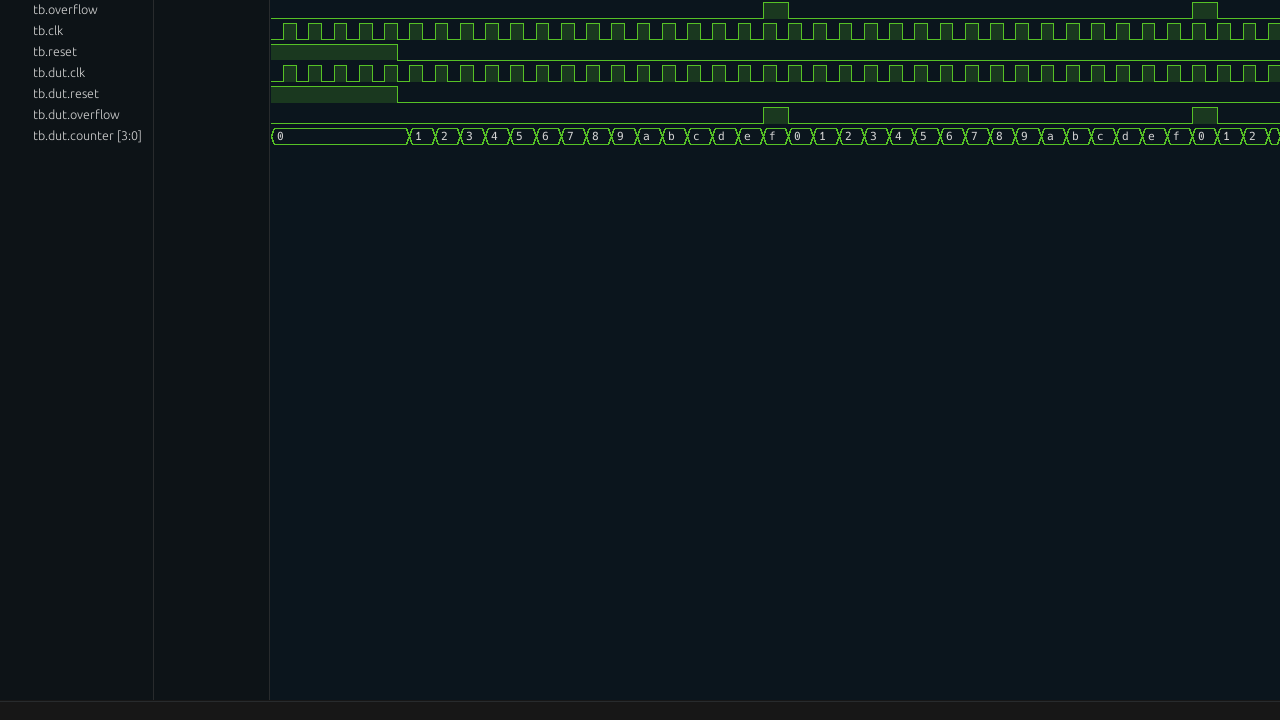 tb.overflow
tb.clk
tb.reset
tb.dut.clk
tb.dut.reset
tb.dut.overflow
tb.dut.counter [3:0] 0 1 2 3 4 5 6 7 8 9 a b c d e f 0 1 2 3 4 5 6 7 8 9 a b c d e f 0 1 2